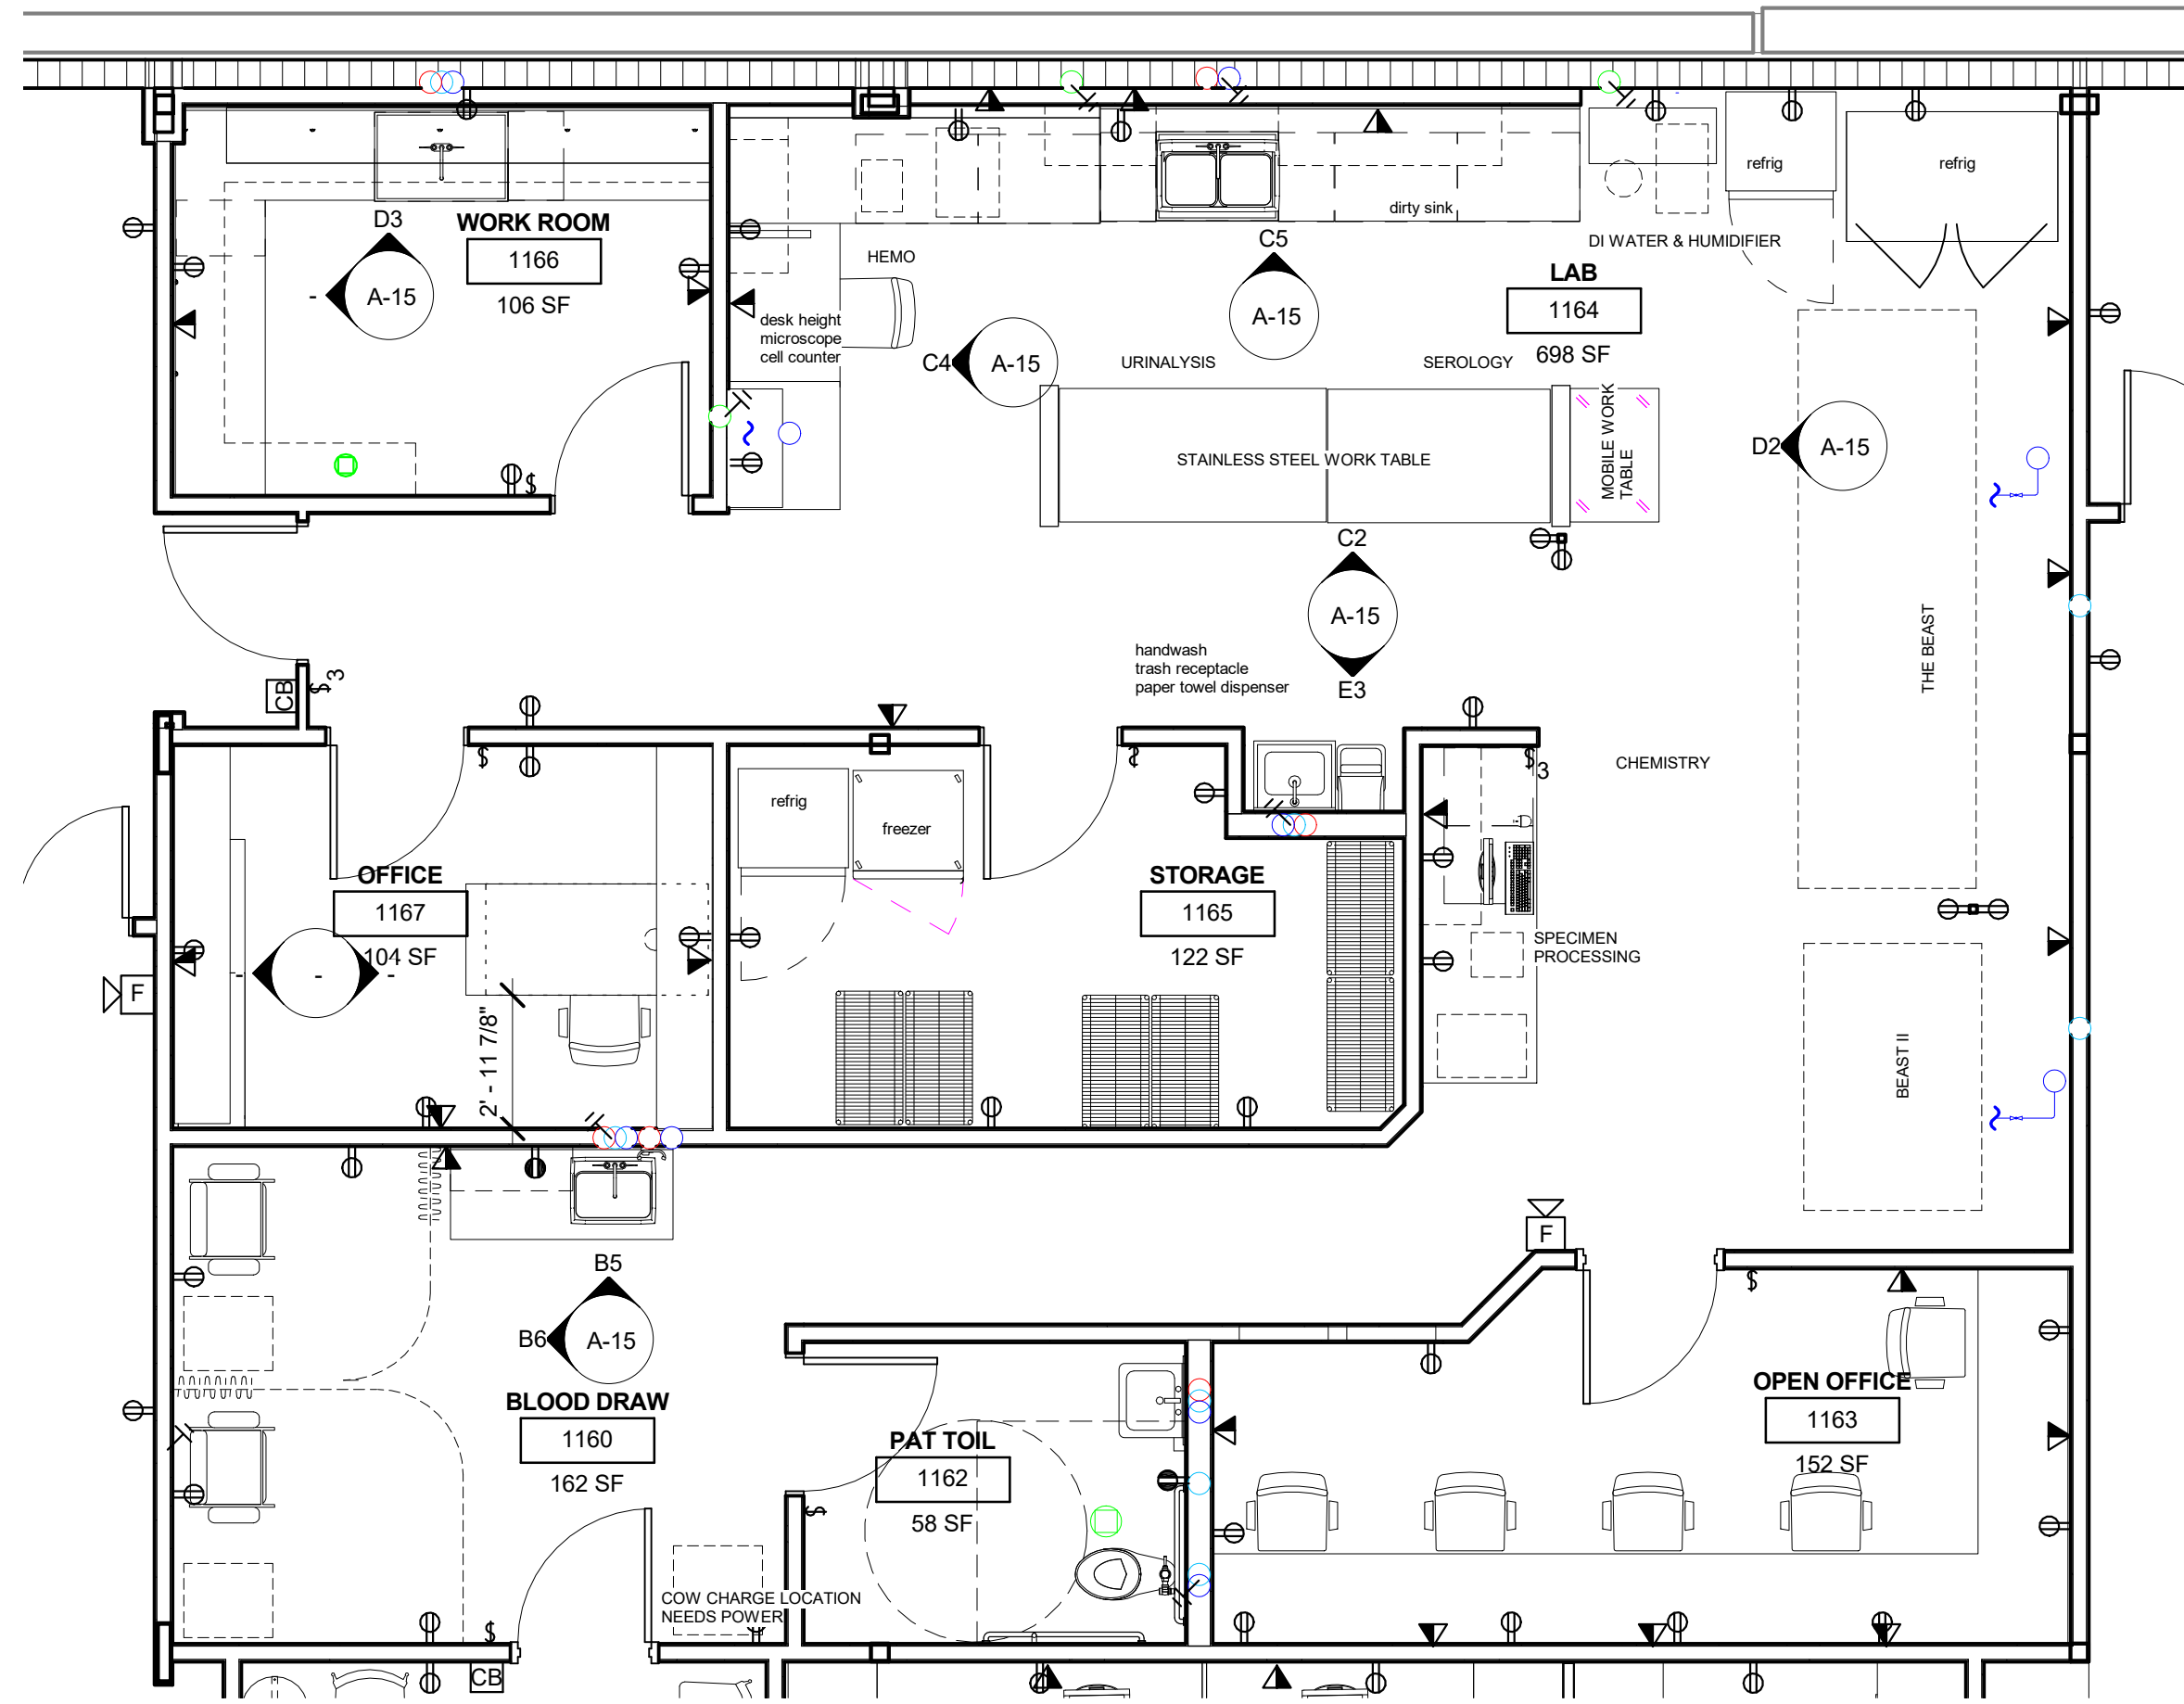 D3
WORK ROOM
1166
106 SF
-
A-15
HEMO
desk height
microscope
cell counter
C4
A-15
C5
A-15
URINALYSIS
SEROLOGY
dirty sink
DI WATER & HUMIDIFIER
refrig
refrig
LAB
1164
698 SF
STAINLESS STEEL WORK TABLE
MOBILE WORK
TABLE
D2
A-15
THE BEAST
C2
A-15
E3
handwash
trash receptacle
paper towel dispenser
CB
$3
$
$
$
$3
CHEMISTRY
refrig
freezer
OFFICE
1167
104 SF
-
-
-
2' - 11 7/8"
STORAGE
1165
122 SF
SPECIMEN
PROCESSING
BEAST II
F
F
B5
B6
A-15
BLOOD DRAW
1160
162 SF
PAT TOIL
1162
58 SF
$
$
$
OPEN OFFICE
1163
152 SF
COW CHARGE LOCATION
NEEDS POWER
CB